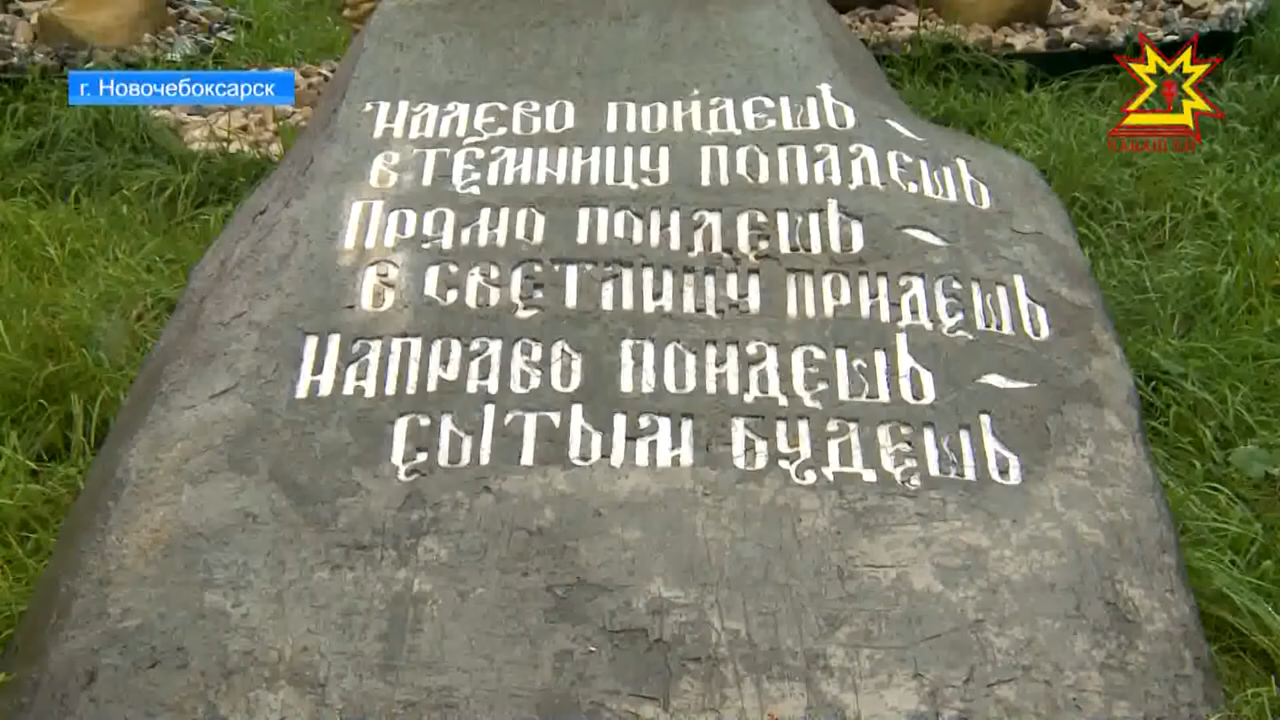 г. Новочебоксарск
Налево пойдешь -
в темницу попадешь
Прямо пойдешь -
в светлицу придешь
Направо пойдешь -
сытым будешь